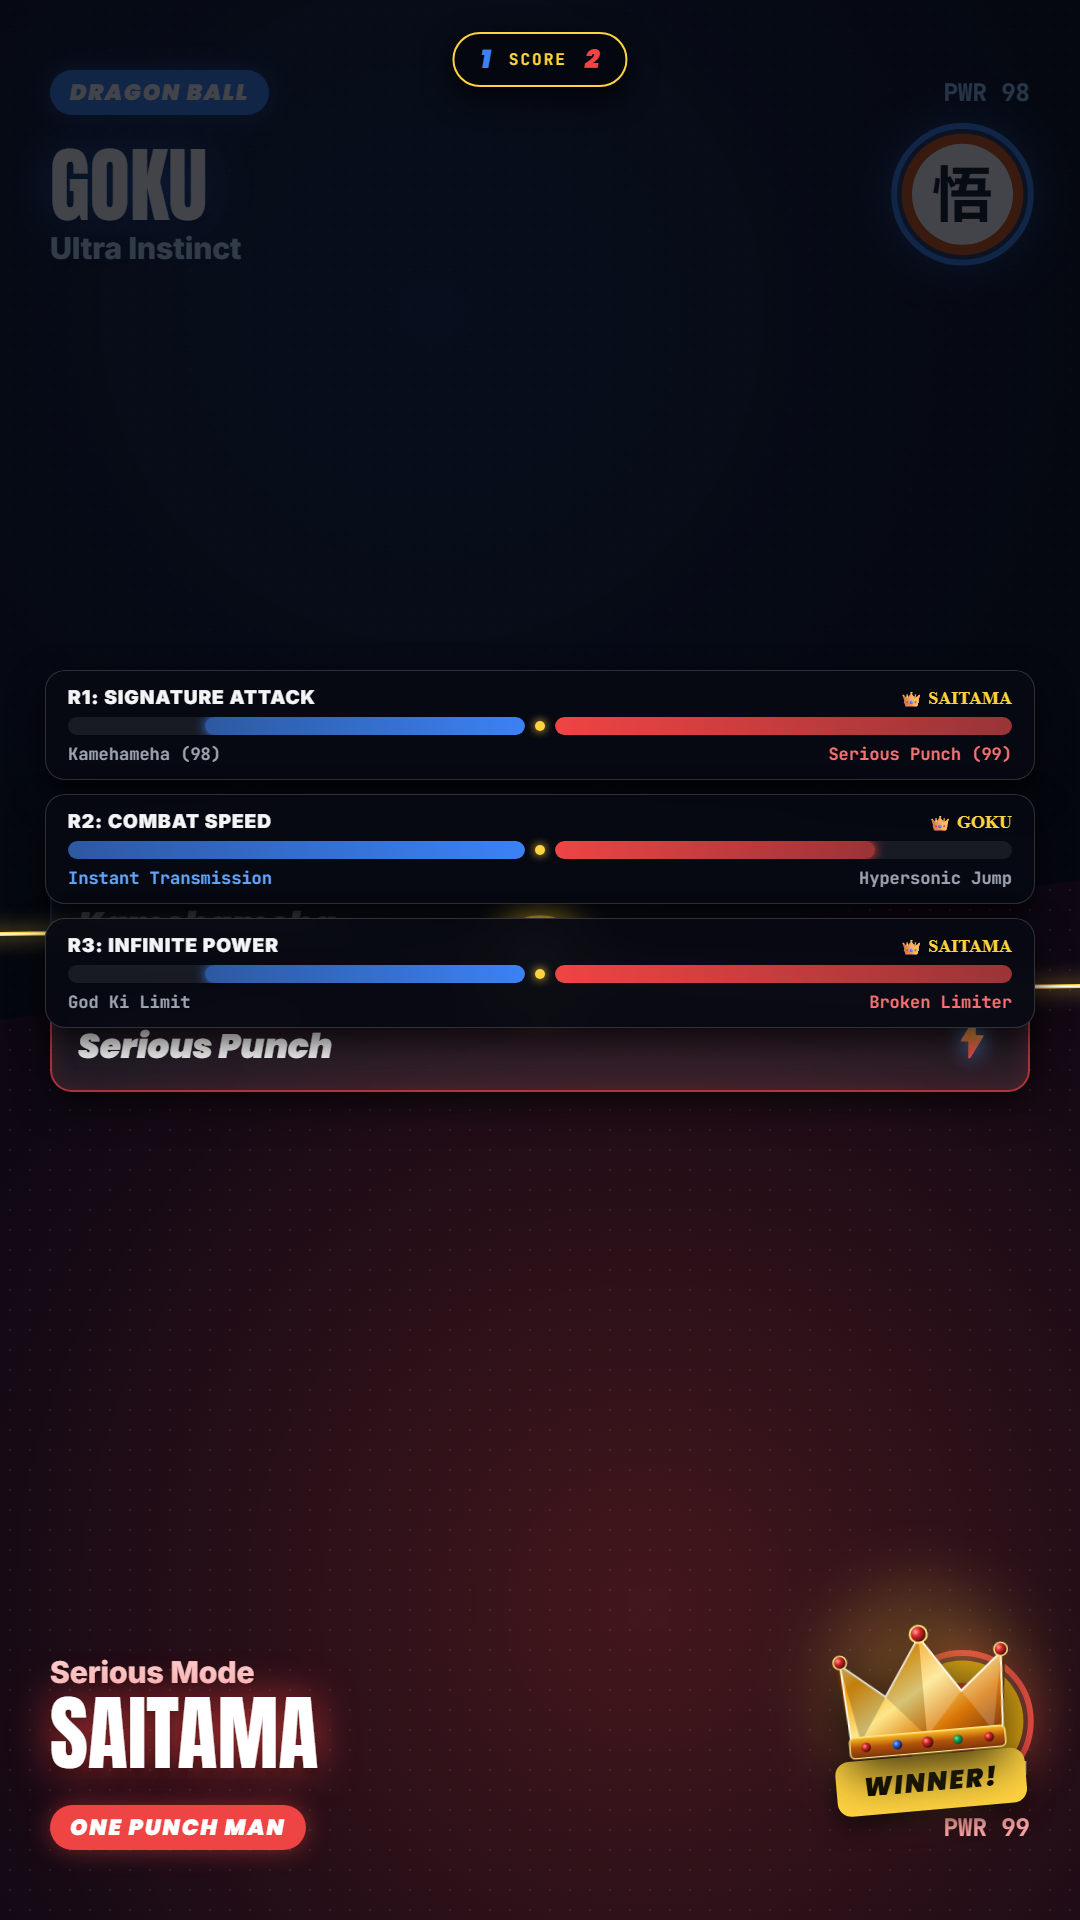 1 SCORE 2
DRAGON BALL
PWR 98
GOKU
悟
Ultra Instinct
R1: SIGNATURE ATTACK
SAITAMA
Kamehameha (98)
Serious Punch (99)
R2: COMBAT SPEED
GOKU
Instant Transmission
Hypersonic Jump
Kamehameha
R3: INFINITE POWER
SAITAMA
God Ki Limit
Broken Limiter
Serious Punch
Serious Mode
SAITAMA
WINNER!
ONE PUNCH MAN
PWR 99